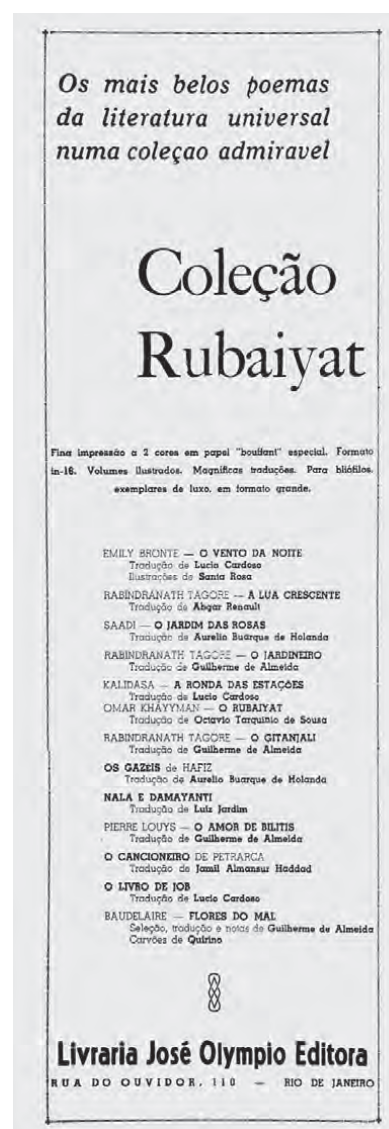 Os mais belos poemas
da literatura universal
numa coleçao admiravel
Coleção
Rubaiyat
Fina impressão a 2 cores em papel "bouffant" especial. Formato
in-16. Volumes ilustrados. Magnificas traduções. Para bliófilos,
exemplares de luxo, em formato grande.
EMILY BRONTE — O VENTO DA NOITE
Tradução de Lucio Cardoso
Ilustrações de Santa Rosa
RABINDRANATH TAGORE — A LUA CRESCENTE
Tradução de Abgar Renault
SAADI — O JARDIM DAS ROSAS
Tradução de Aurelio Buarque de Holanda
RABINDRANATH TAGORE — O JARDINEIRO
Tradução de Guilherme de Almeida
KALIDASA — A RONDA DAS ESTAÇÕES
Tradução de Lucio Cardoso
OMAR KHAYYMAN — O RUBAIYAT
Tradução de Octavio Tarquinio de Sousa
RABINDRANATH TAGORE — O GITANJALI
Tradução de Guilherme de Almeida
OS GAZÉIS de HAFIZ
Tradução de Aurelio Buarque de Holanda
NALA E DAMAYANTI
Tradução de Luiz Jardim
PIERRE LOUYS — O AMOR DE BILITIS
Tradução de Guilherme de Almeida
O CANCIONEIRO DE PETRARCA
Tradução de Jamil Almansur Haddad
O LIVRO DE JOB
Tradução de Lucio Cardoso
BAUDELAIRE — FLORES DO MAL
Seleção, tradução e notas de Guilherme de Almeida
Carvões de Quirino
Livraria José Olympio Editora
RUA DO OUVIDOR, 110 — RIO DE JANEIRO